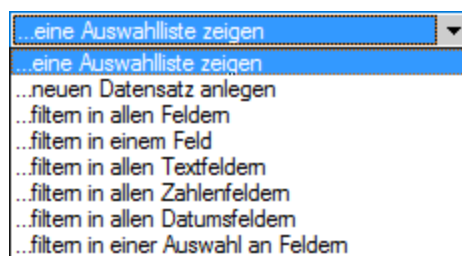 ...eine Auswahlliste zeigen
...eine Auswahlliste zeigen
...neuen Datensatz anlegen
...filtern in allen Feldern
...filtern in einem Feld
...filtern in allen Textfeldern
...filtern in allen Zahlenfeldern
...filtern in allen Datumsfeldern
...filtern in einer Auswahl an Feldern